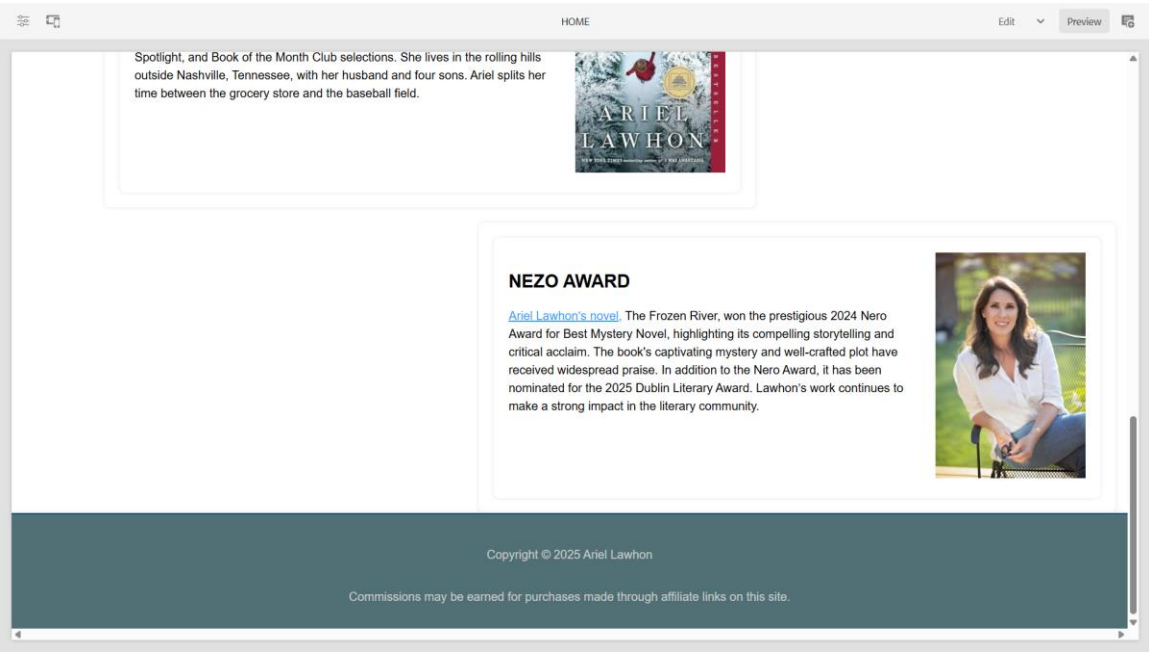 HOME
Edit
Preview
Spotlight, and Book of the Month Club selections. She lives in the rolling hills
outside Nashville, Tennessee, with her husband and four sons. Ariel splits her
time between the grocery store and the baseball field.
ARIEL
LAWHON
NEZO AWARD
Ariel Lawhon's novel, The Frozen River, won the prestigious 2024 Nero
Award for Best Mystery Novel, highlighting its compelling storytelling and
critical acclaim. The book's captivating mystery and well-crafted plot have
received widespread praise. In addition to the Nero Award, it has been
nominated for the 2025 Dublin Literary Award. Lawhon's work continues to
make a strong impact in the literary community.
Copyright © 2025 Ariel Lawhon
Commissions may be earned for purchases made through affiliate links on this site.